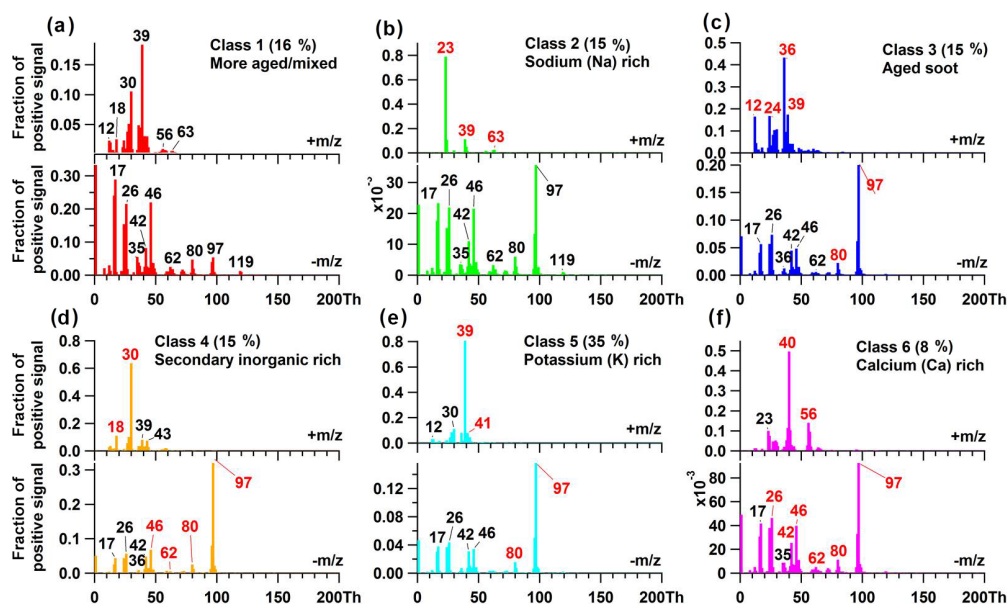 (a)
Class 1 (16 %)
More aged/mixed
Fraction of
positive signal
0.15
0.10
0.05
12
18
30
39
56
63
+m/z
0.30
0.20
0.10
0.00
17
26
35
42
46
62
80
97
119
-m/z
0 50 100 150 200Th
(b)
Class 2 (15 %)
Sodium (Na) rich
0.8
0.6
0.4
0.2
0.0
23
39
63
+m/z
x10⁻³
30
20
10
0
17
26
35
42
46
62
80
97
119
-m/z
0 50 100 150 200Th
(c)
Class 3 (15 %)
Aged soot
Fraction of
positive signal
0.5
0.4
0.3
0.2
0.1
0.0
12
24
36
39
+m/z
0.20
0.15
0.10
0.05
0.00
17
26
36
42
46
62
80
97
-m/z
0 50 100 150 200Th
(d)
Class 4 (15 %)
Secondary inorganic rich
Fraction of
positive signal
0.8
0.6
0.4
0.2
0.0
18
30
39
43
+m/z
Fraction of
positive signal
0.3
0.2
0.1
0.0
17
26
36
42
46
62
80
97
-m/z
0 50 100 150 200Th
(e)
Class 5 (35 %)
Potassium (K) rich
0.8
0.6
0.4
0.2
0.0
12
30
39
41
+m/z
0.12
0.08
0.04
0.00
17
26
42
46
80
97
-m/z
0 50 100 150 200Th
(f)
Class 6 (8 %)
Calcium (Ca) rich
Fraction of
positive signal
0.5
0.4
0.3
0.2
0.1
0.0
23
40
56
+m/z
x10⁻³
80
60
40
20
0
17
26
35
42
46
62
80
97
-m/z
0 50 100 150 200Th